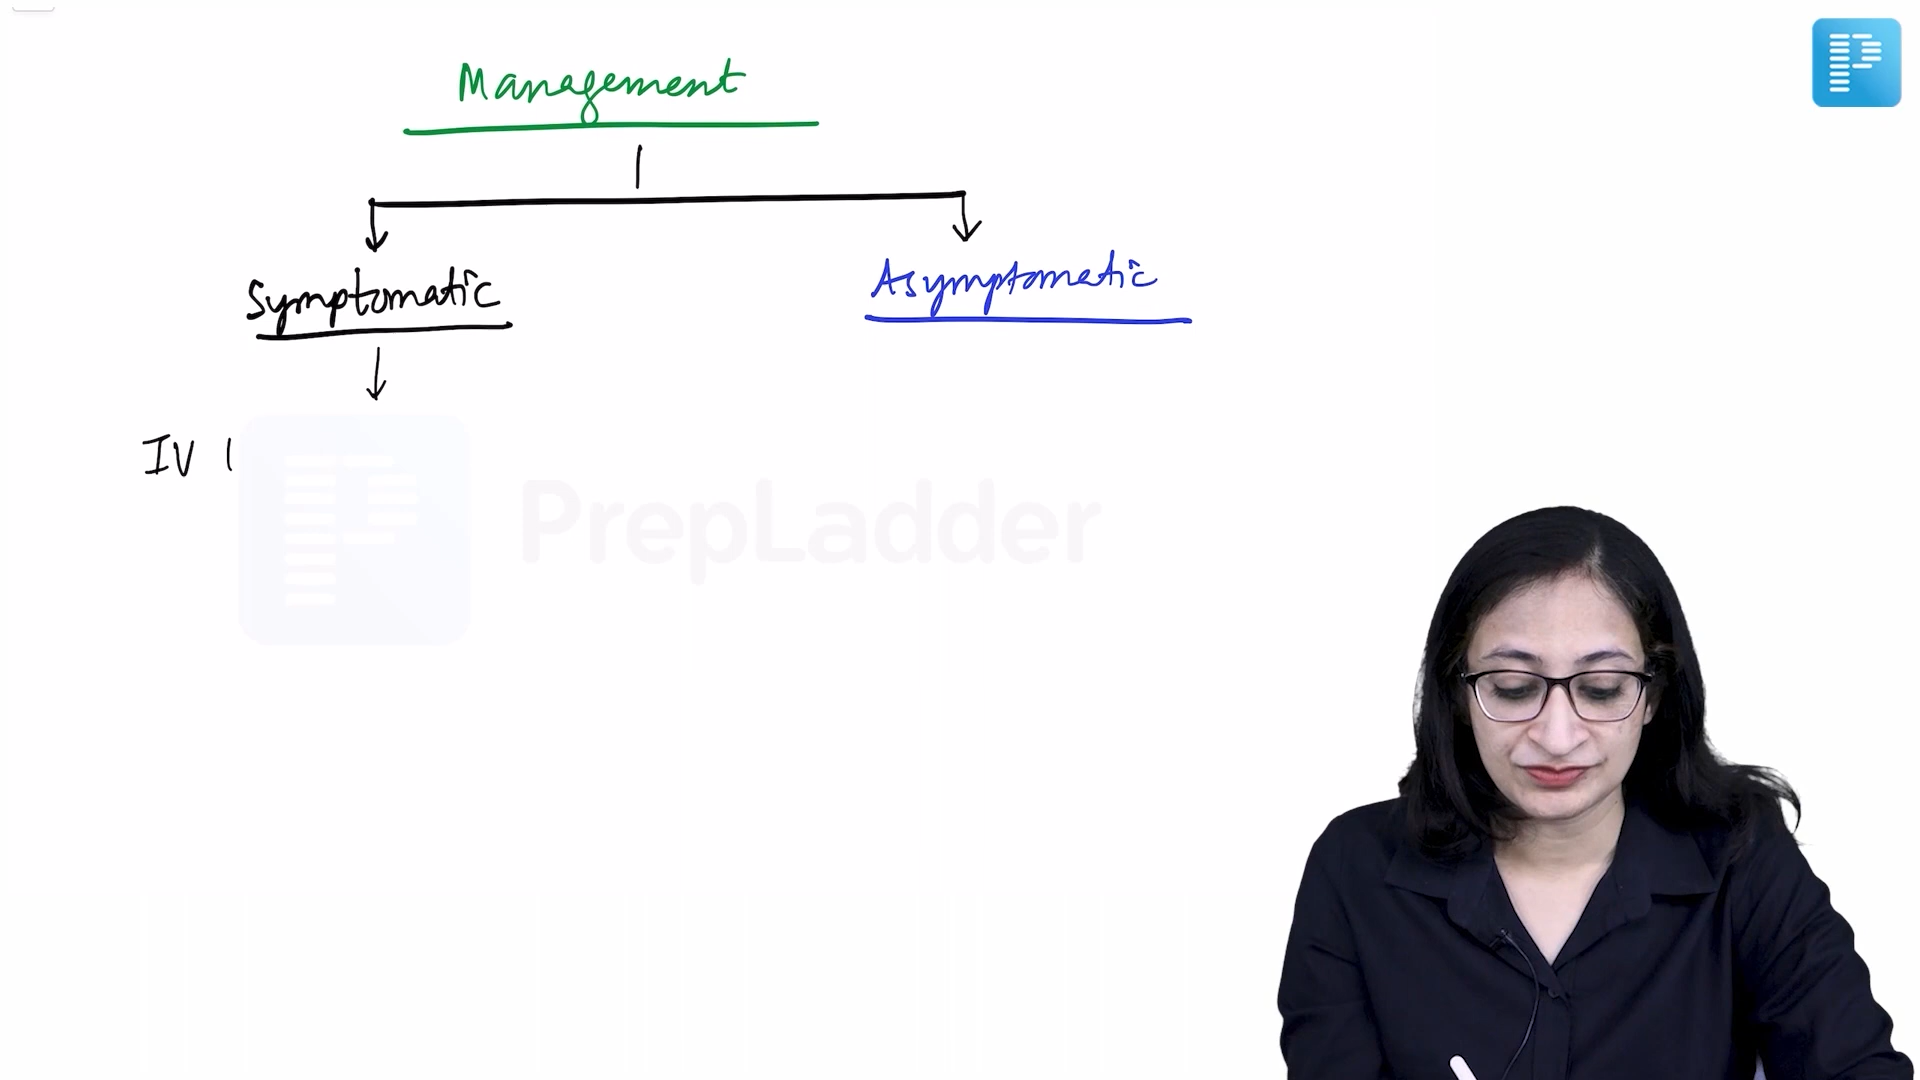 Management
Symptomatic
Asymptomatic
IV
PrepLadder